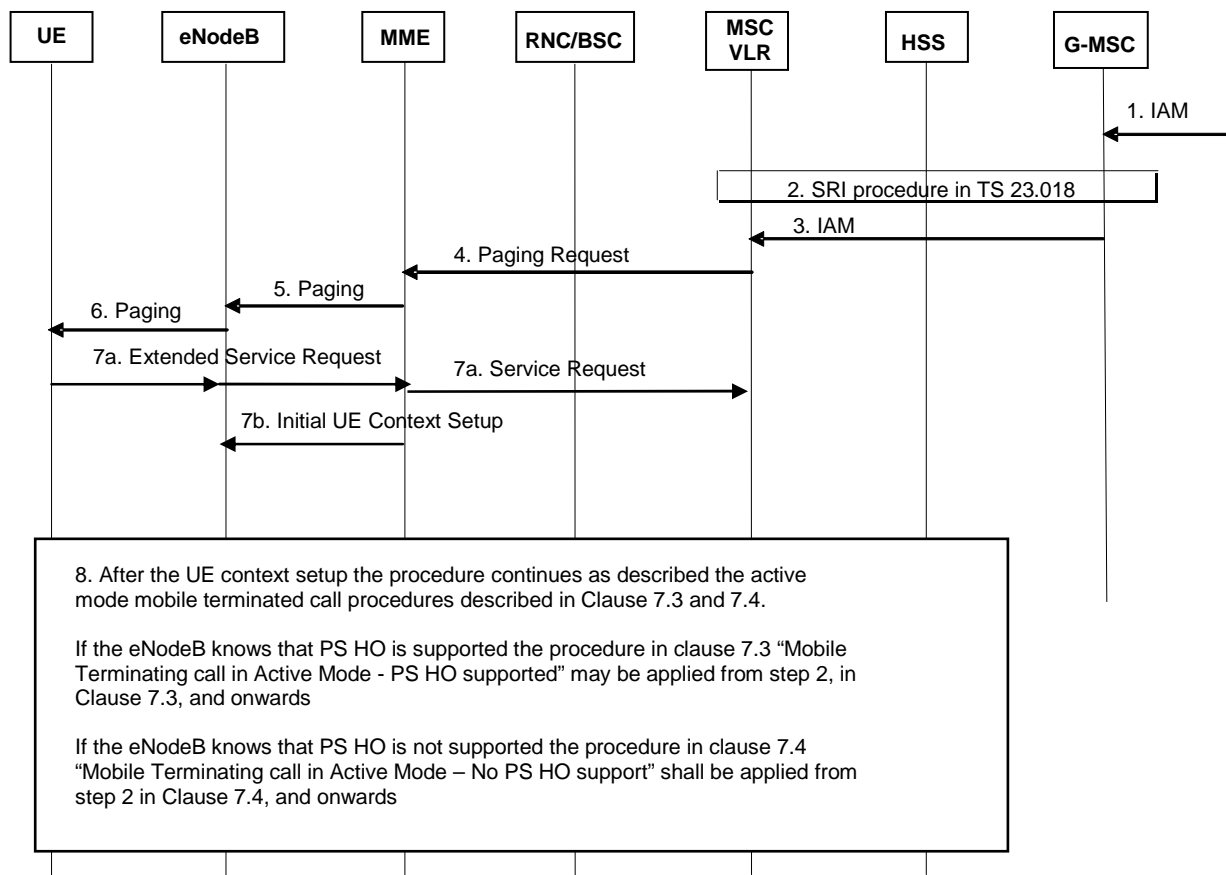 UE
eNodeB
MME
RNC/BSC
MSC
VLR
HSS
G-MSC
1. IAM
2. SRI procedure in TS 23.018
3. IAM
4. Paging Request
5. Paging
6. Paging
7a. Extended Service Request
7a. Service Request
7b. Initial UE Context Setup
8. After the UE context setup the procedure continues as described the active
mode mobile terminated call procedures described in Clause 7.3 and 7.4.
If the eNodeB knows that PS HO is supported the procedure in clause 7.3 “Mobile
Terminating call in Active Mode - PS HO supported” may be applied from step 2, in
Clause 7.3, and onwards
If the eNodeB knows that PS HO is not supported the procedure in clause 7.4
“Mobile Terminating call in Active Mode – No PS HO support” shall be applied from
step 2 in Clause 7.4, and onwards